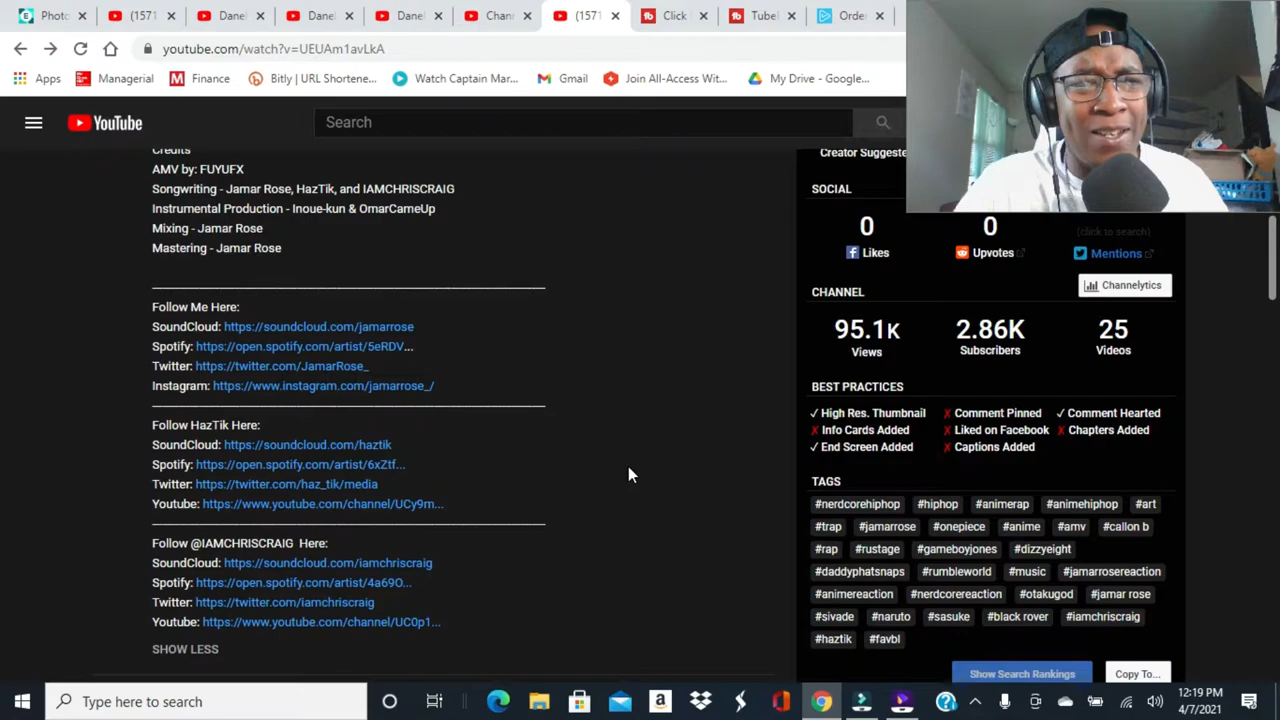 Photo
(1571
Danel
Danel
Danel
Chann
(1571
Click
TubeI
Order
youtube.com/watch?v=UEUAm1avLkA
Apps
Managerial
Finance
Bitly | URL Shortene...
Watch Captain Mar...
Gmail
Join All-Access Wit...
My Drive - Google...
YouTube
Search
Credits
AMV by: FUYUFX
Songwriting - Jamar Rose, HazTik, and IAMCHRISCRAIG
Instrumental Production - Inoue-kun & OmarCameUp
Mixing - Jamar Rose
Mastering - Jamar Rose
Follow Me Here:
SoundCloud: https://soundcloud.com/jamarrose
Spotify: https://open.spotify.com/artist/5eRDV...
Twitter: https://twitter.com/JamarRose_
Instagram: https://www.instagram.com/jamarrose_/
Follow HazTik Here:
SoundCloud: https://soundcloud.com/haztik
Spotify: https://open.spotify.com/artist/6xZtf...
Twitter: https://twitter.com/haz_tik/media
Youtube: https://www.youtube.com/channel/UCy9m...
Follow @IAMCHRISCRAIG Here:
SoundCloud: https://soundcloud.com/iamchriscraig
Spotify: https://open.spotify.com/artist/4a69O...
Twitter: https://twitter.com/iamchriscraig
Youtube: https://www.youtube.com/channel/UC0p1...
SHOW LESS
Creator Suggeste
SOCIAL
0 0 (click to search)
Likes Upvotes Mentions
CHANNEL Channelytics
95.1K 2.86K 25
Views Subscribers Videos
BEST PRACTICES
✓ High Res. Thumbnail ✗ Comment Pinned ✓ Comment Hearted
✗ Info Cards Added ✗ Liked on Facebook ✗ Chapters Added
✓ End Screen Added ✗ Captions Added
TAGS
#nerdcorehiphop #hiphop #animerap #animehiphop #art
#trap #jamarrose #onepiece #anime #amv #callon b
#rap #rustage #gameboyjones #dizzyeight
#daddyphatsnaps #rumbleworld #music #jamarrosereaction
#animereaction #nerdcorereaction #otakugod #jamar rose
#sivade #naruto #sasuke #black rover #iamchriscraig
#haztik #favbl
Show Search Rankings Copy To...
Type here to search
12:19 PM
4/7/2021